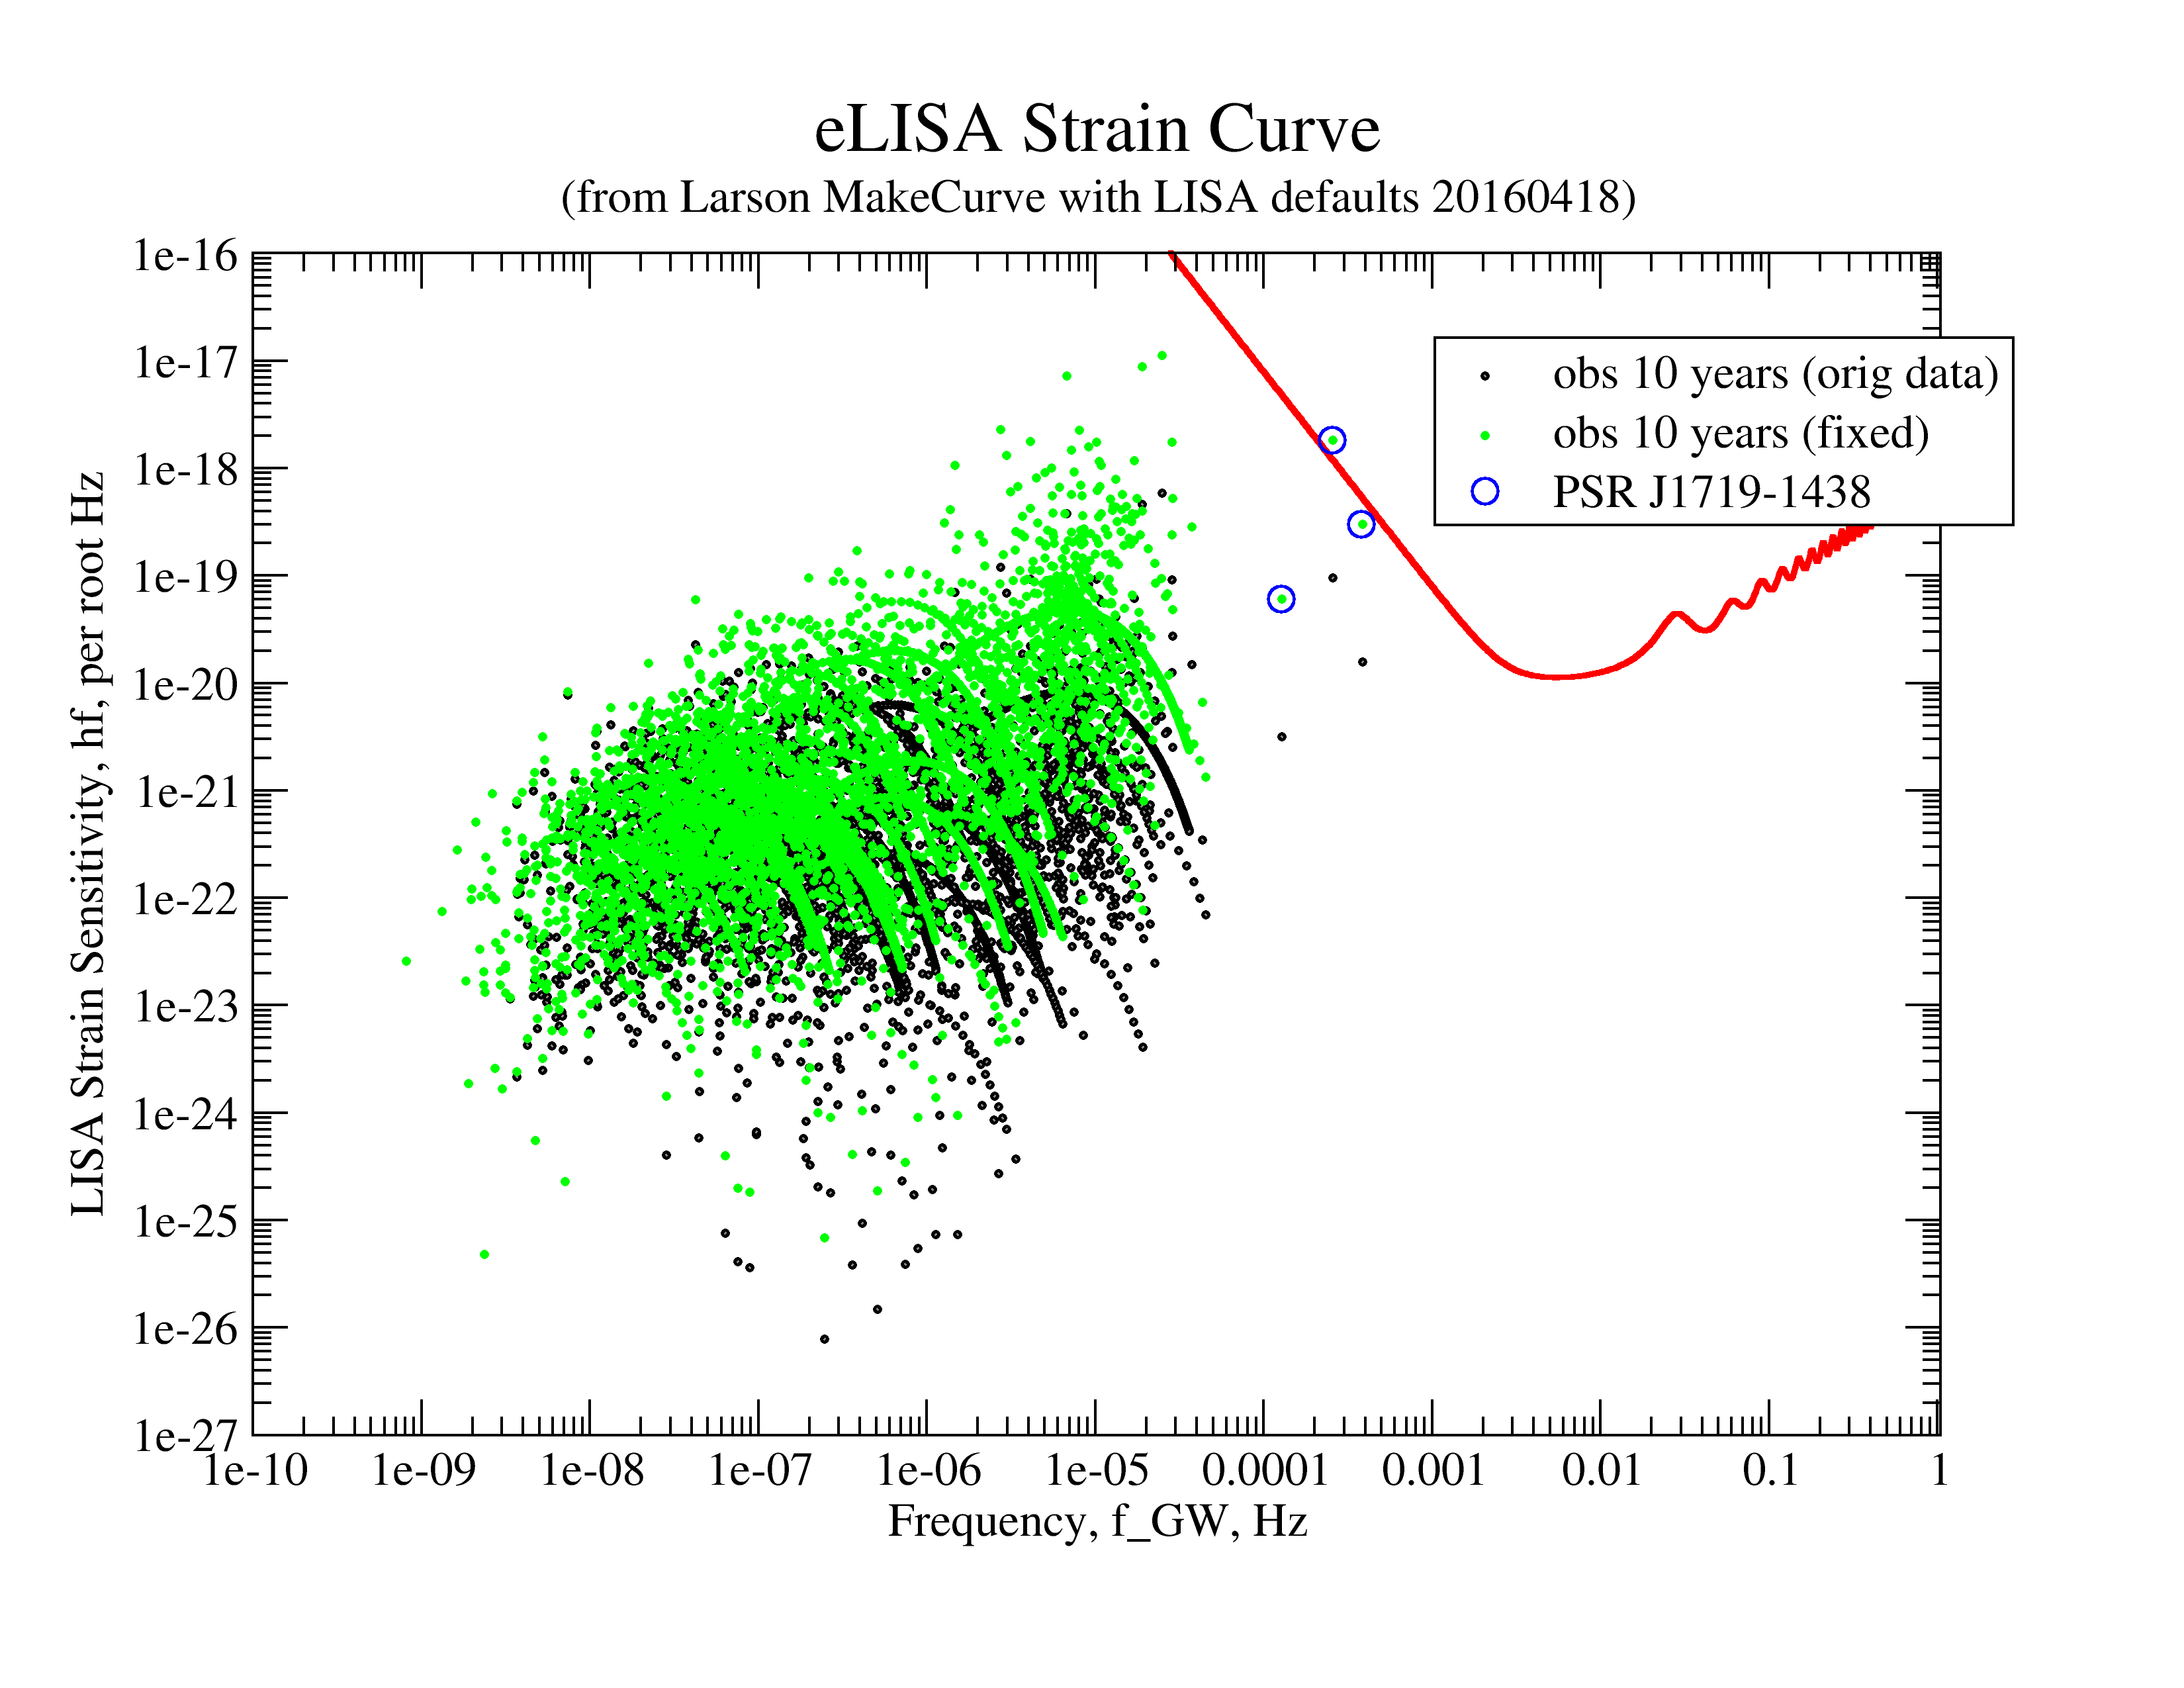 eLISA Strain Curve
(from Larson MakeCurve with LISA defaults 20160418)
LISA Strain Sensitivity, hf, per root Hz
1e-16
1e-17
1e-18
1e-19
1e-20
1e-21
1e-22
1e-23
1e-24
1e-25
1e-26
1e-27
obs 10 years (orig data)
obs 10 years (fixed)
PSR J1719-1438
1e-10 1e-09 1e-08 1e-07 1e-06 1e-05 0.0001 0.001 0.01 0.1 1
Frequency, f_GW, Hz